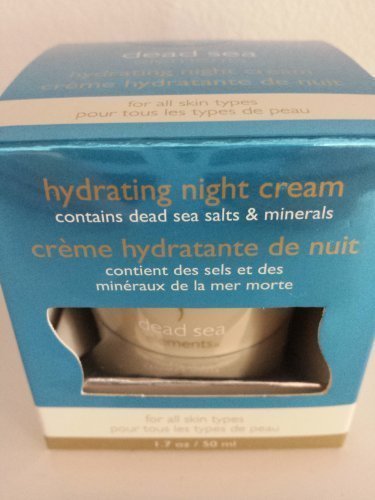 dead sea
hydrating night cream
crème hydratante de nuit
for all skin types
pour tous les types de peau
hydrating night cream
contains dead sea salts & minerals
crème hydratante de nuit
contient des sels et des
minéraux de la mer morte
dead sea
elements
for all skin types
pour tous les types de peau
1.7 oz / 50 ml